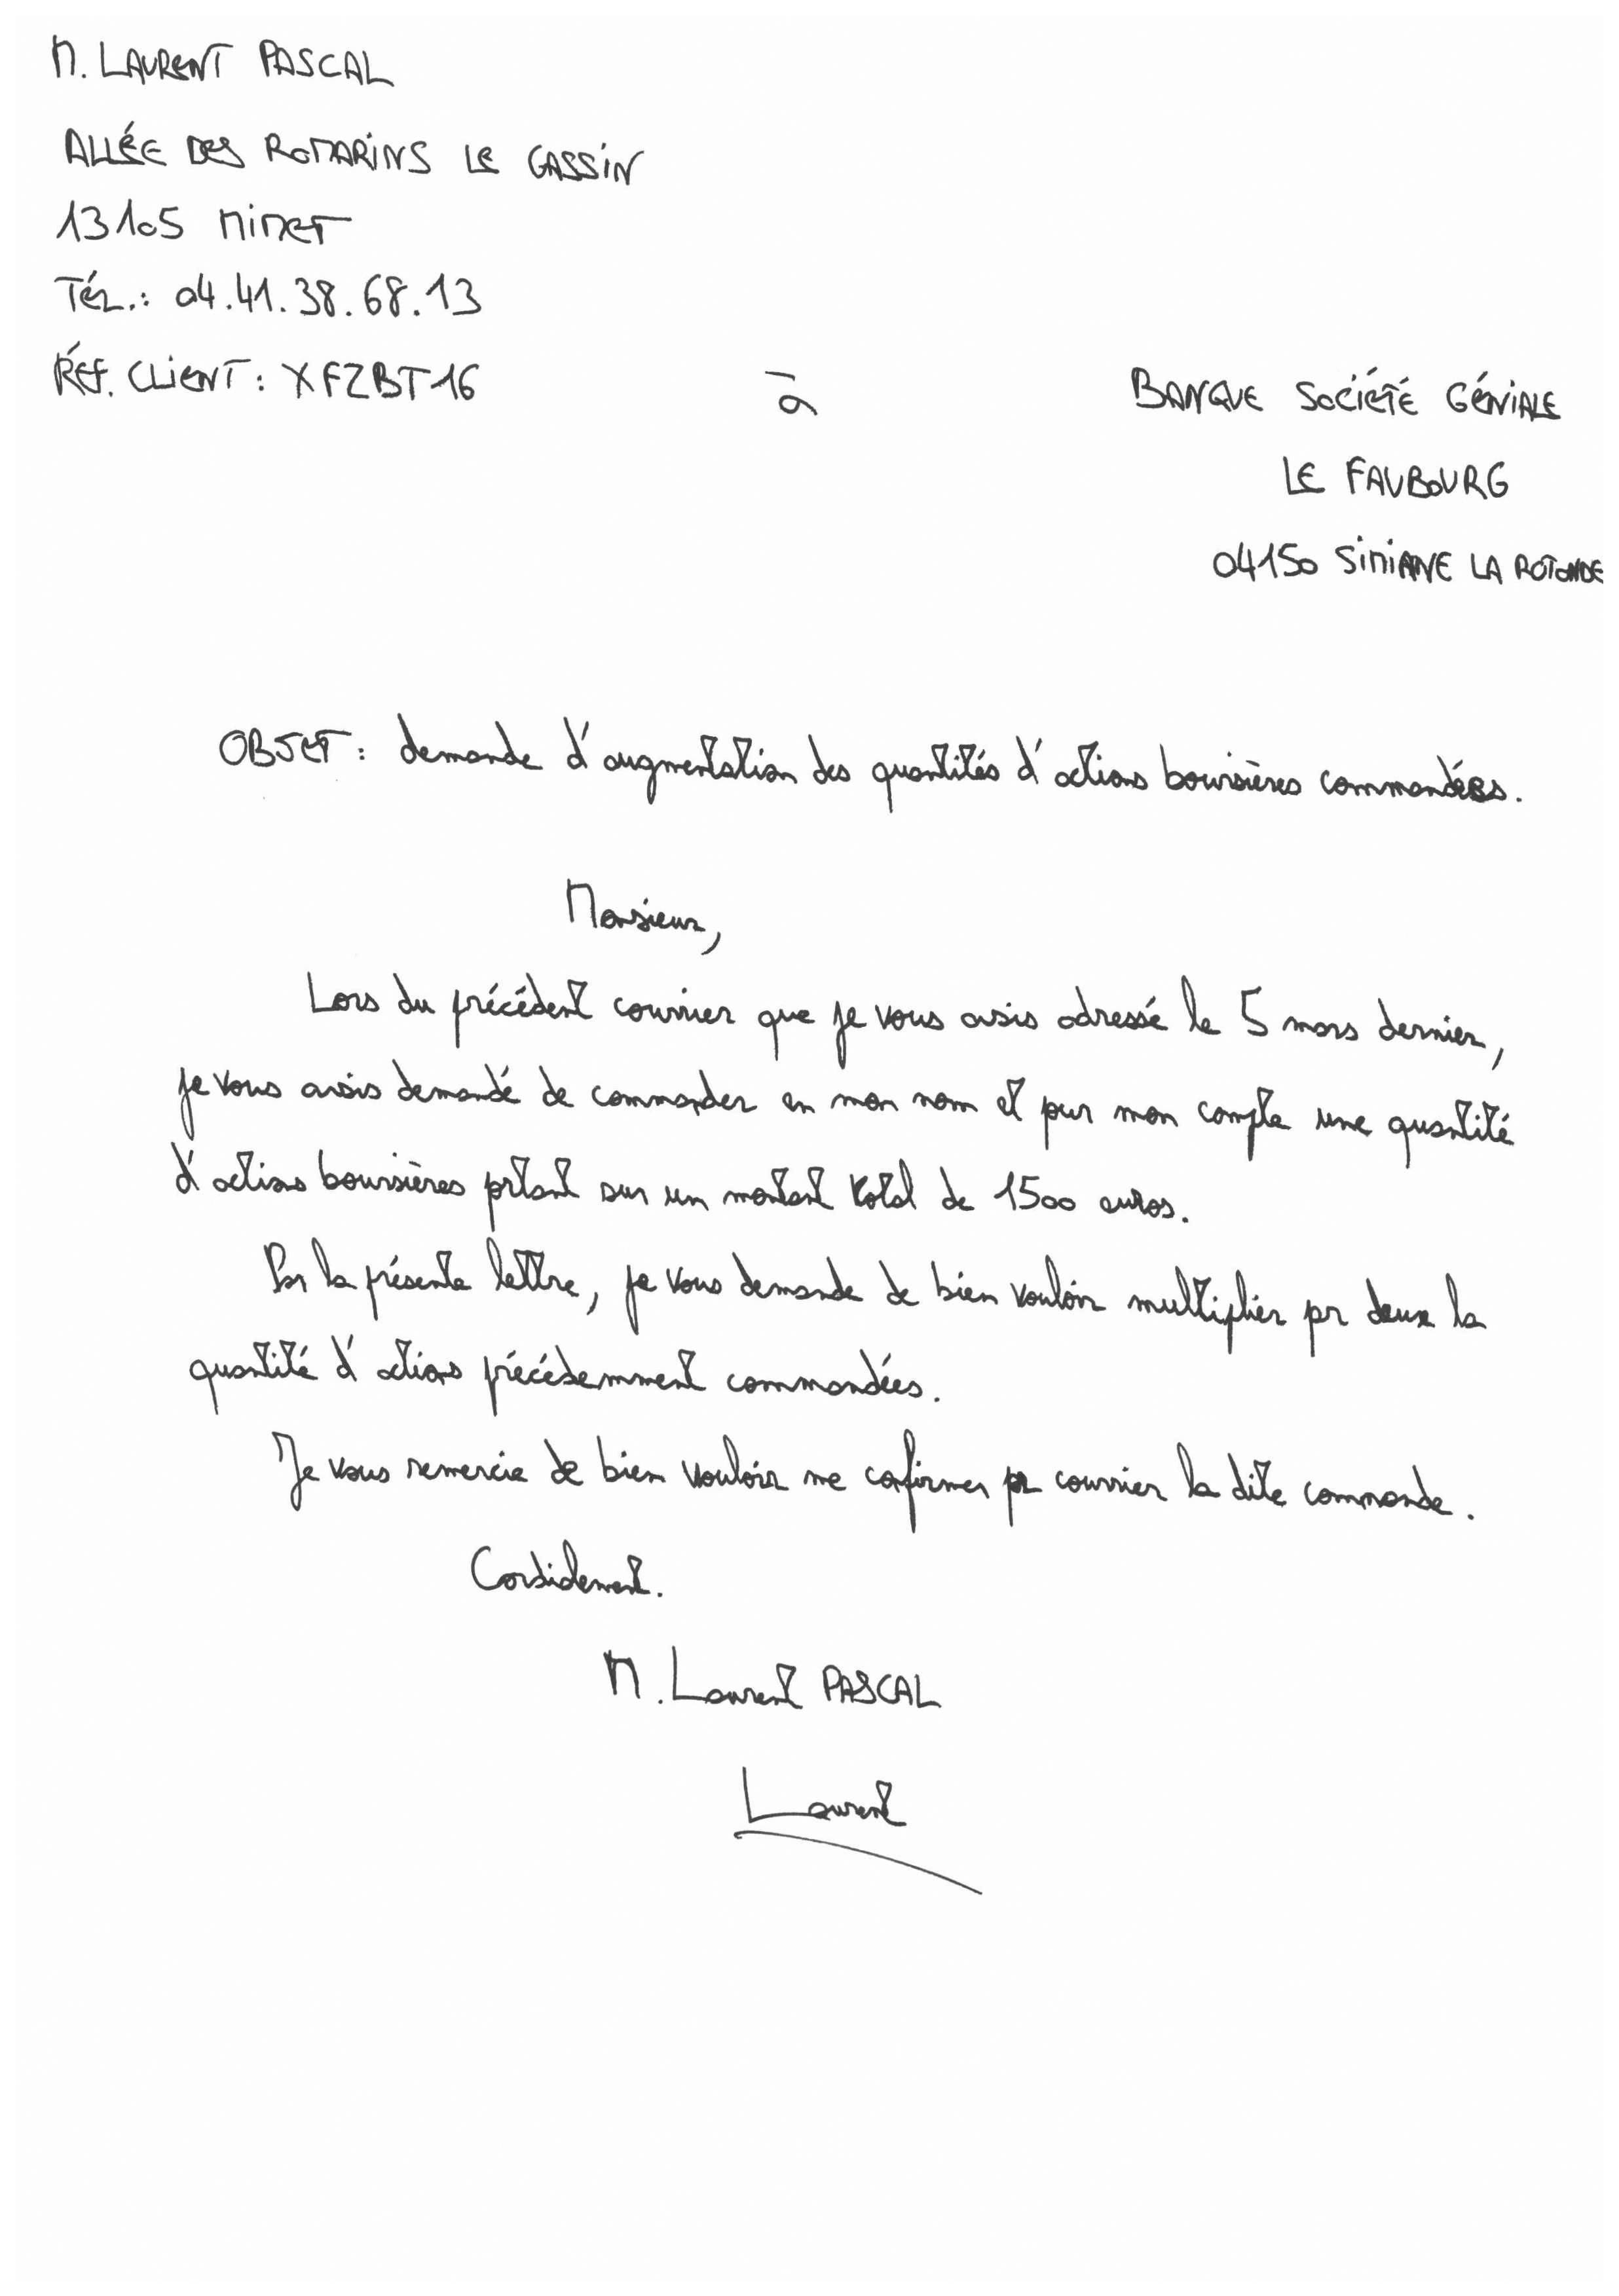 M. LAURENT PASCAL
ALLÉE DES ROMARINS LE GASSIN
13105 MIMET
TÉL.: 04.41.38.68.13
RÉF. CLIENT : XFZBT16
à
BANQUE SOCIÉTÉ GÉNIALE
LE FAUBOURG
04150 SIMIANE LA ROTONDE
OBJET : demande d'augmentation des quantités d'actions boursières commandées.
Monsieur,
Lors du précédent courrier que je vous avais adressé le 5 mars dernier,
je vous avais demandé de commander en mon nom et pour mon compte une quantité
d'actions boursières portant sur un montant total de 1500 euros.
Par la présente lettre, je vous demande de bien vouloir multiplier par deux la
quantité d'actions précédemment commandées.
Je vous remercie de bien vouloir me confirmer par courrier la dite commande.
Cordialement.
M. Laurent PASCAL
Laurent